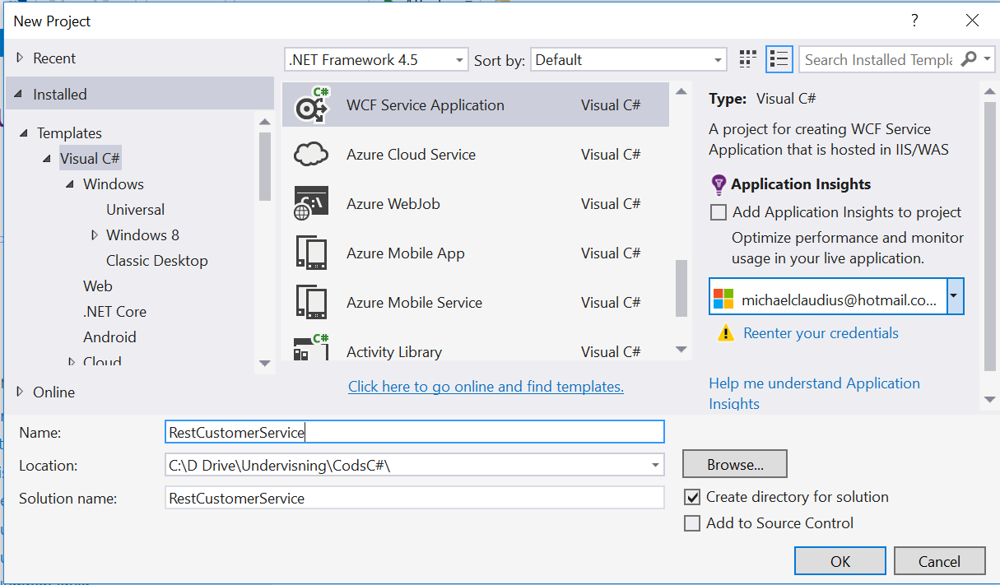 New Project
?
Recent
.NET Framework 4.5
Sort by:
Default
Search Installed Templa
Installed
Templates
Visual C#
Windows
Universal
Windows 8
Classic Desktop
Web
.NET Core
Android
Cloud
Online
C#
WCF Service Application
Visual C#
Azure Cloud Service
Visual C#
Azure WebJob
Visual C#
Azure Mobile App
Visual C#
Azure Mobile Service
Visual C#
C#
Activity Library
Visual C#
Click here to go online and find templates.
Type: Visual C#
A project for creating WCF Service
Application that is hosted in IIS/WAS
Application Insights
Add Application Insights to project
Optimize performance and monitor
usage in your live application.
michaelclaudius@hotmail.co...
Reenter your credentials
Help me understand Application
Insights
Name:
RestCustomerService
Location:
C:\D Drive\Undervisning\CodsC#\
Browse...
Solution name:
RestCustomerService
Create directory for solution
Add to Source Control
OK
Cancel